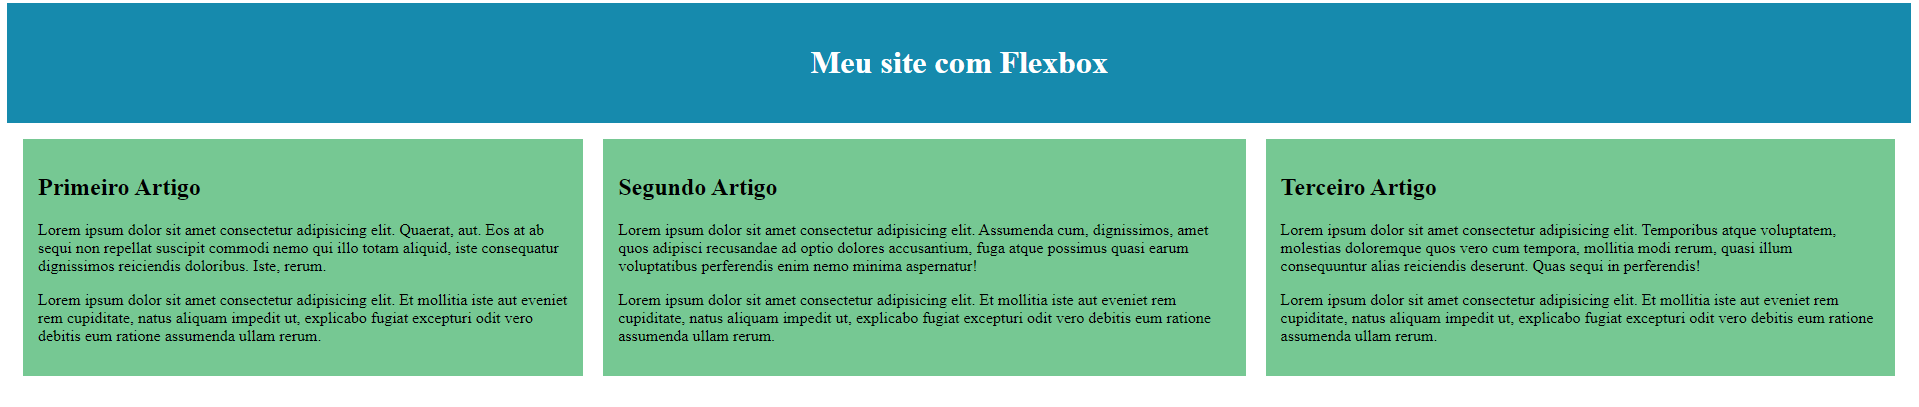 Meu site com Flexbox
Primeiro Artigo
Lorem ipsum dolor sit amet consectetur adipisicing elit. Quaerat, aut. Eos at ab
sequi non repellat suscipit commodi nemo qui illo totam aliquid, iste consequatur
dignissimos reiciendis doloribus. Iste, rerum.
Lorem ipsum dolor sit amet consectetur adipisicing elit. Et mollitia iste aut eveniet
rem cupiditate, natus aliquam impedit ut, explicabo fugiat excepturi odit vero
debitis eum ratione assumenda ullam rerum.
Segundo Artigo
Lorem ipsum dolor sit amet consectetur adipisicing elit. Assumenda cum, dignissimos, amet
quos adipisci recusandae ad optio dolores accusantium, fuga atque possimus quasi earum
voluptatibus perferendis enim nemo minima aspernatur!
Lorem ipsum dolor sit amet consectetur adipisicing elit. Et mollitia iste aut eveniet rem
cupiditate, natus aliquam impedit ut, explicabo fugiat excepturi odit vero debitis eum ratione
assumenda ullam rerum.
Terceiro Artigo
Lorem ipsum dolor sit amet consectetur adipisicing elit. Temporibus atque voluptatem,
molestias doloremque quos vero cum tempora, mollitia modi rerum, quasi illum
consequuntur alias reiciendis deserunt. Quas sequi in perferendis!
Lorem ipsum dolor sit amet consectetur adipisicing elit. Et mollitia iste aut eveniet rem
cupiditate, natus aliquam impedit ut, explicabo fugiat excepturi odit vero debitis eum ratione
assumenda ullam rerum.